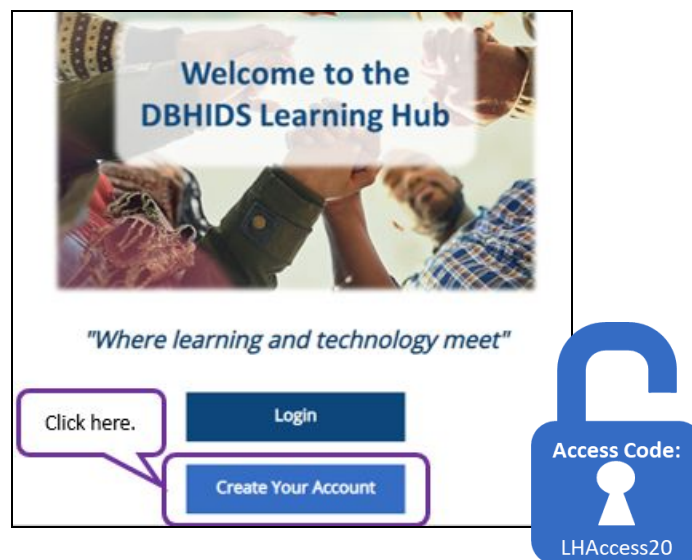 Welcome to the
DBHIDS Learning Hub
"Where learning and technology meet"
Click here.
Login
Create Your Account
Access Code:
LHAccess20